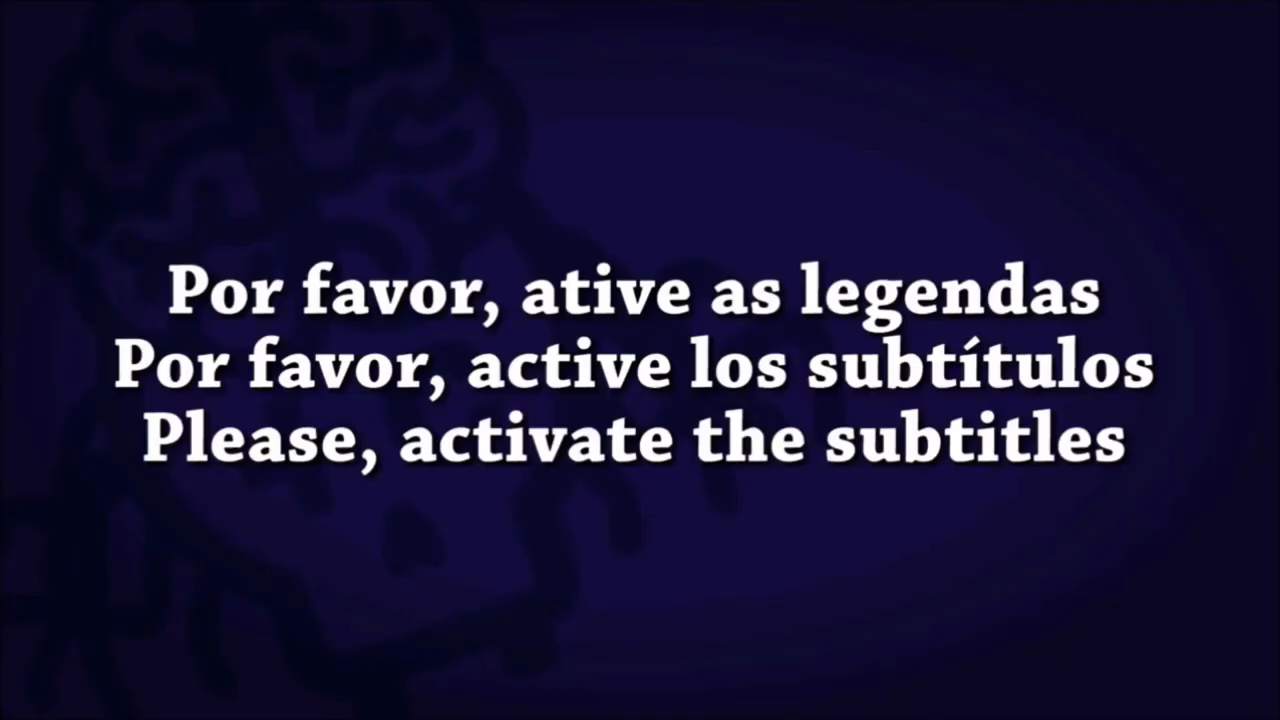 Por favor, ative as legendas
Por favor, active los subtítulos
Please, activate the subtitles